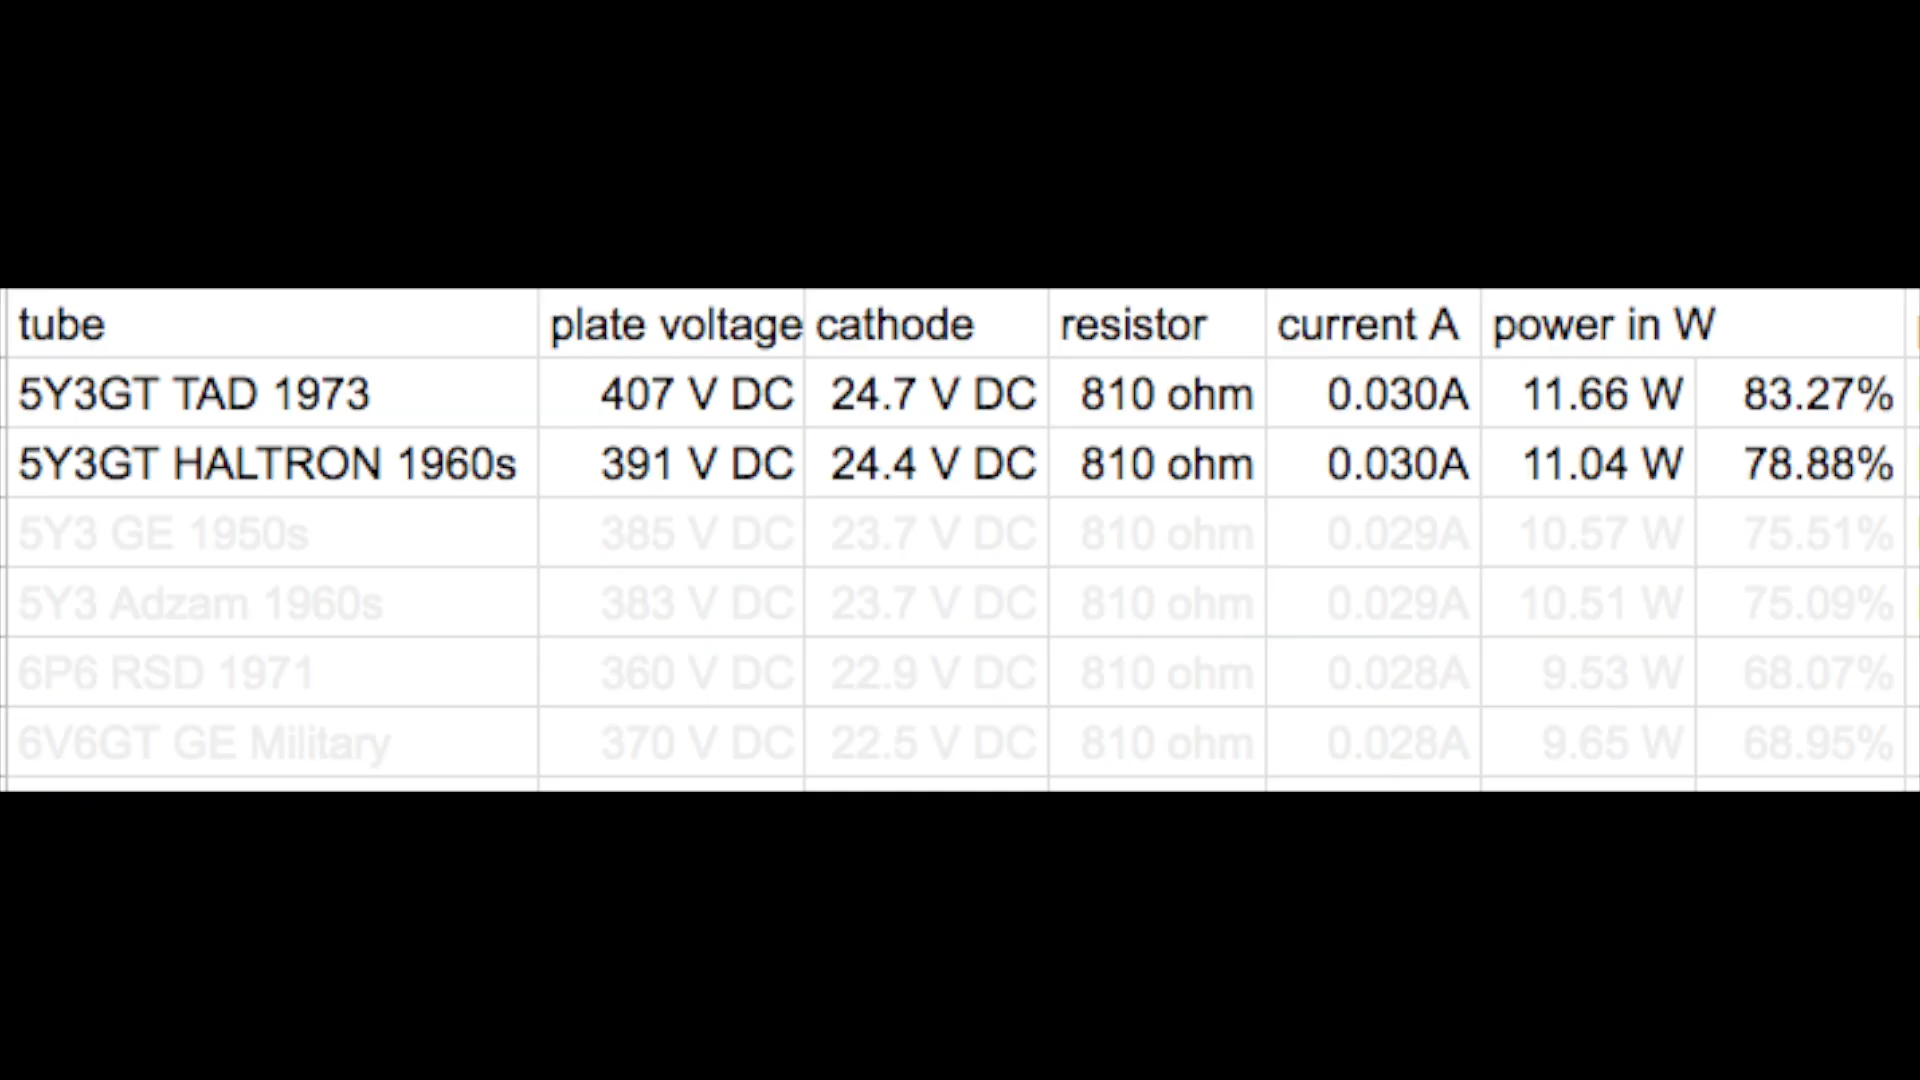 tube plate voltage cathode resistor current A power in W
5Y3GT TAD 1973 407 V DC 24.7 V DC 810 ohm 0.030A 11.66 W 83.27%
5Y3GT HALTRON 1960s 391 V DC 24.4 V DC 810 ohm 0.030A 11.04 W 78.88%
5Y3 GE 1950s 385 V DC 23.7 V DC 810 ohm 0.029A 10.57 W 75.51%
5Y3 Adzam 1960s 383 V DC 23.7 V DC 810 ohm 0.029A 10.51 W 75.09%
6P6 RSD 1971 360 V DC 22.9 V DC 810 ohm 0.028A 9.53 W 68.07%
6V6GT GE Military 370 V DC 22.5 V DC 810 ohm 0.028A 9.65 W 68.95%